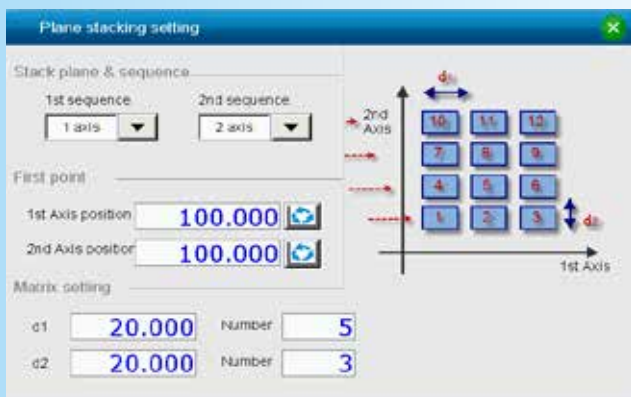 Plane stacking setting
Stack plane & sequence
1st sequence 2nd sequence
1 axis 2 axis
First point
1st Axis position 100.000
2nd Axis position 100.000
Matrix setting
d1 20.000 Number 5
d2 20.000 Number 3
d1
2nd
Axis
10 11 12
7 8 9
4 5 6
1 2 3 d2
1st Axis